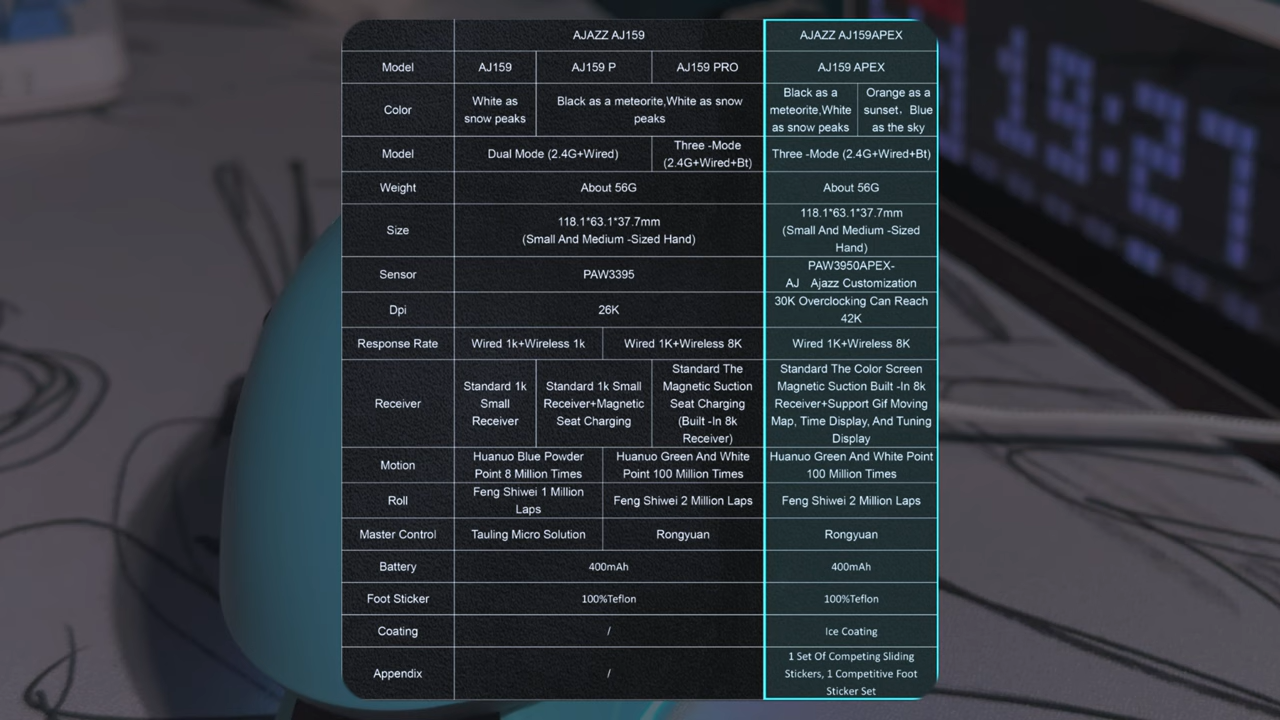 AJAZZ AJ159
AJAZZ AJ159APEX
Model
AJ159
AJ159 P
AJ159 PRO
AJ159 APEX
Color
White as
snow peaks
Black as a meteorite,White as snow
peaks
Black as a
meteorite,White
as snow peaks
Orange as a
sunset，Blue
as the sky
Model
Dual Mode (2.4G+Wired)
Three -Mode
(2.4G+Wired+Bt)
Three -Mode (2.4G+Wired+Bt)
Weight
About 56G
About 56G
Size
118.1*63.1*37.7mm
(Small And Medium -Sized Hand)
118.1*63.1*37.7mm
(Small And Medium -Sized
Hand)
Sensor
PAW3395
PAW3950APEX-
AJ Ajazz Customization
Dpi
26K
30K Overclocking Can Reach
42K
Response Rate
Wired 1k+Wireless 1k
Wired 1K+Wireless 8K
Wired 1K+Wireless 8K
Receiver
Standard 1k
Small
Receiver
Standard 1k Small
Receiver+Magnetic
Seat Charging
Standard The
Magnetic Suction
Seat Charging
(Built -In 8k
Receiver)
Standard The Color Screen
Magnetic Suction Built -In 8k
Receiver+Support Gif Moving
Map, Time Display, And Tuning
Display
Motion
Huanuo Blue Powder
Point 8 Million Times
Huanuo Green And White
Point 100 Million Times
Huanuo Green And White Point
100 Million Times
Roll
Feng Shiwei 1 Million
Laps
Feng Shiwei 2 Million Laps
Feng Shiwei 2 Million Laps
Master Control
Tauling Micro Solution
Rongyuan
Rongyuan
Battery
400mAh
400mAh
Foot Sticker
100%Teflon
100%Teflon
Coating
/
Ice Coating
Appendix
/
1 Set Of Competing Sliding
Stickers, 1 Competitive Foot
Sticker Set
19:27